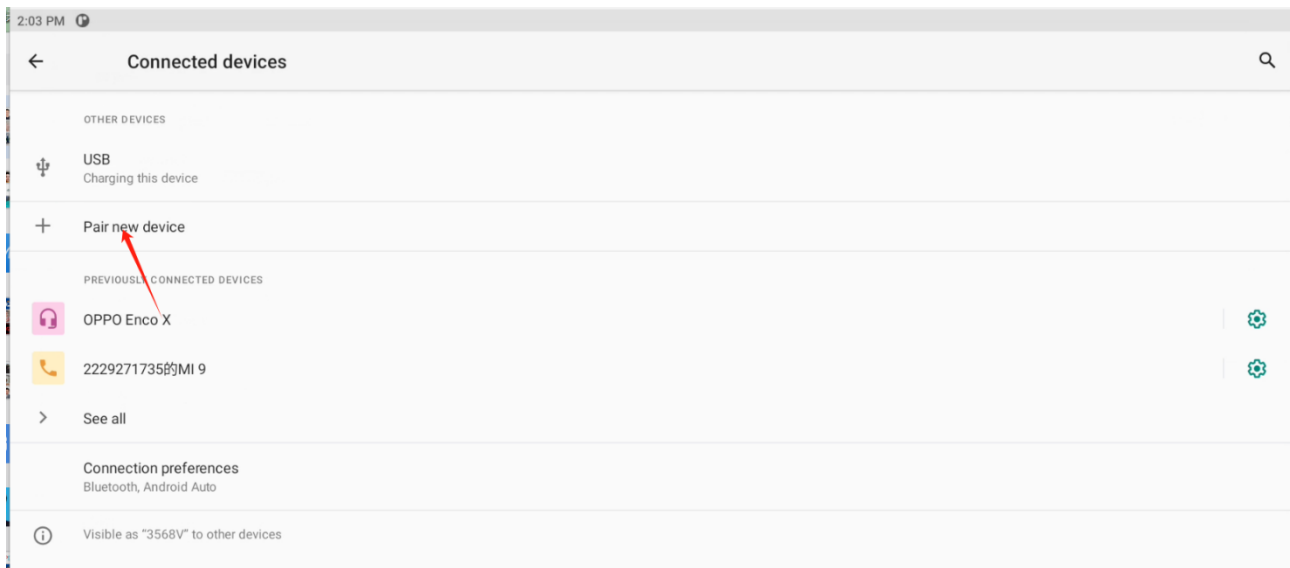 2:03 PM
Connected devices
OTHER DEVICES
USB
Charging this device
Pair new device
PREVIOUSLY CONNECTED DEVICES
OPPO Enco X
2229271735的MI 9
See all
Connection preferences
Bluetooth, Android Auto
Visible as "3568V" to other devices